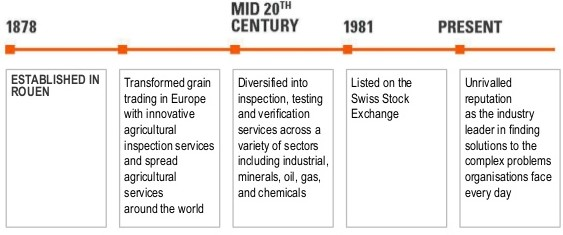 1878
MID 20TH
CENTURY
1981
PRESENT
ESTABLISHED IN
ROUEN
Transformed grain
trading in Europe
with innovative
agricultural
inspection services
and spread
agricultural
services
around the world
Diversified into
inspection, testing
and verification
services across a
variety of sectors
including industrial,
minerals, oil, gas,
and chemicals
Listed on the
Swiss Stock
Exchange
Unrivalled
reputation
as the industry
leader in finding
solutions to the
complex problems
organisations face
every day